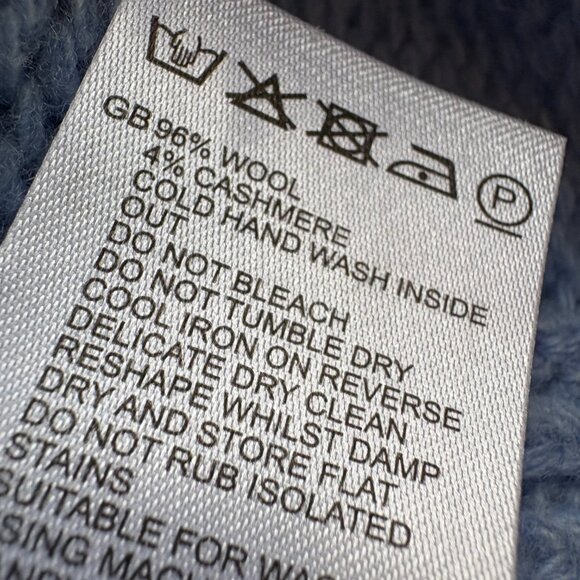 P
GB 96% WOOL
4% CASHMERE
COLD HAND WASH INSIDE
OUT
DO NOT BLEACH
DO NOT TUMBLE DRY
COOL IRON ON REVERSE
DELICATE DRY CLEAN
RESHAPE WHILST DAMP
DRY AND STORE FLAT
DO NOT RUB ISOLATED
STAINS
SUITABLE FOR